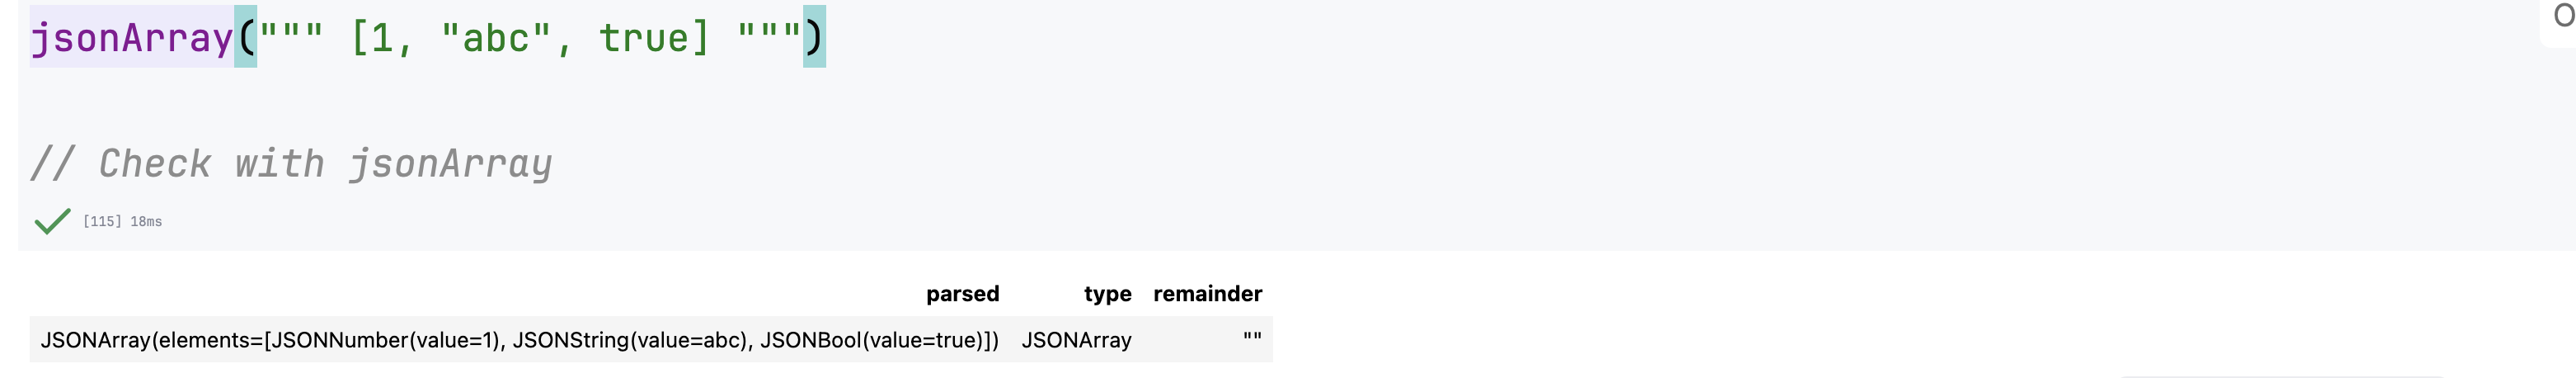 jsonArray(""" [1, "abc", true] """)
// Check with jsonArray
[115] 18ms
parsed type remainder
JSONArray(elements=[JSONNumber(value=1), JSONString(value=abc), JSONBool(value=true)]) JSONArray ""